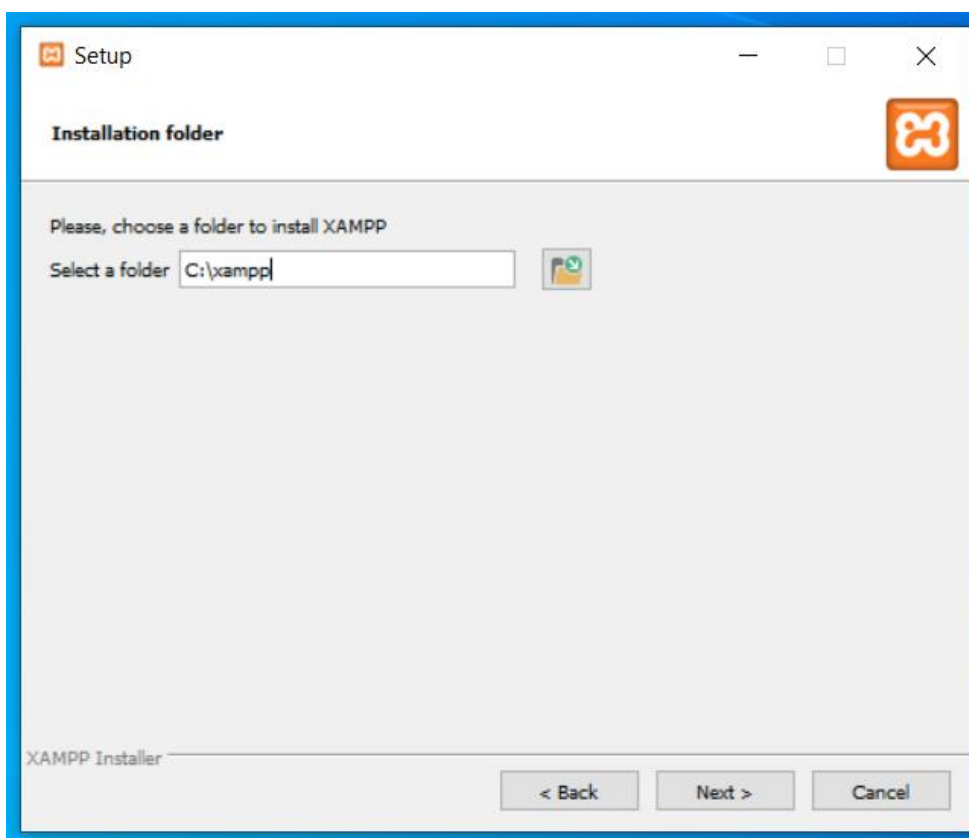 Setup
Installation folder
Please, choose a folder to install XAMPP
Select a folder C:\xampp
XAMPP Installer
< Back Next > Cancel